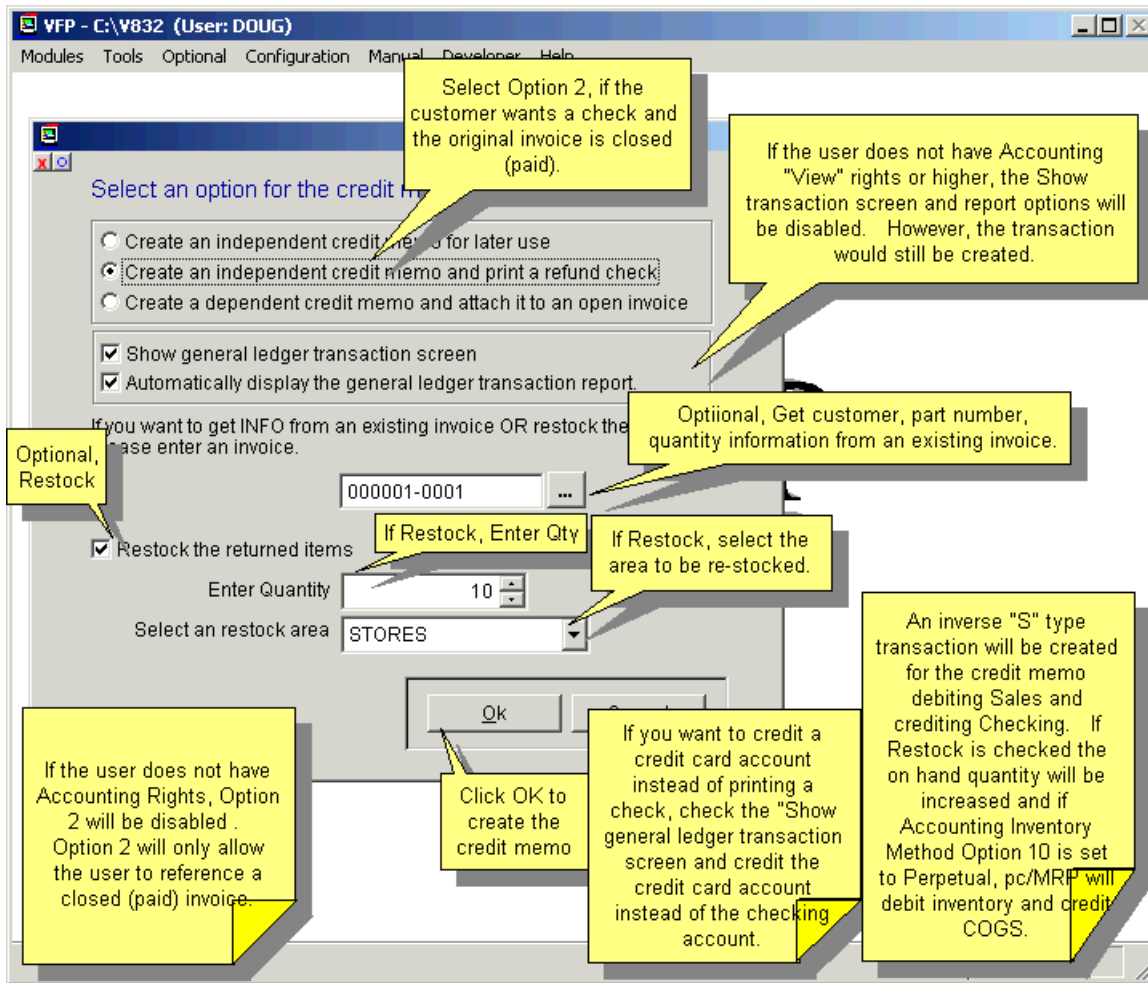 VFP - C:\V832 (User: DOUG)
Modules Tools Optional Configuration Manual Developer Help
Select Option 2, if the
customer wants a check and
the original invoice is closed
(paid).
If the user does not have Accounting
"View" rights or higher, the Show
transaction screen and report options will
be disabled. However, the transaction
would still be created.
Select an option for the credit
Create an independent credit memo for later use
Create an independent credit memo and print a refund check
Create a dependent credit memo and attach it to an open invoice
Show general ledger transaction screen
Automatically display the general ledger transaction report.
If you want to get INFO from an existing invoice OR restock the
please enter an invoice.
Optiional, Get customer, part number,
quantity information from an existing invoice.
Optional,
Restock
000001-0001
...
Restock the returned items
If Restock, Enter Qty
If Restock, select the
area to be re-stocked.
Enter Quantity 10
Select an restock area STORES
Ok
If the user does not have
Accounting Rights, Option
2 will be disabled .
Option 2 will only allow
the user to reference a
closed (paid) invoice.
Click OK to
create the
credit memo
If you want to credit a
credit card account
instead of printing a
check, check the "Show
general ledger transaction
screen and credit the
credit card account
instead of the checking
account.
An inverse "S" type
transaction will be created
for the credit memo
debiting Sales and
crediting Checking. If
Restock is checked the
on hand quantity will be
increased and if
Accounting Inventory
Method Option 10 is set
to Perpetual, pc/MRP will
debit inventory and credit
COGS.